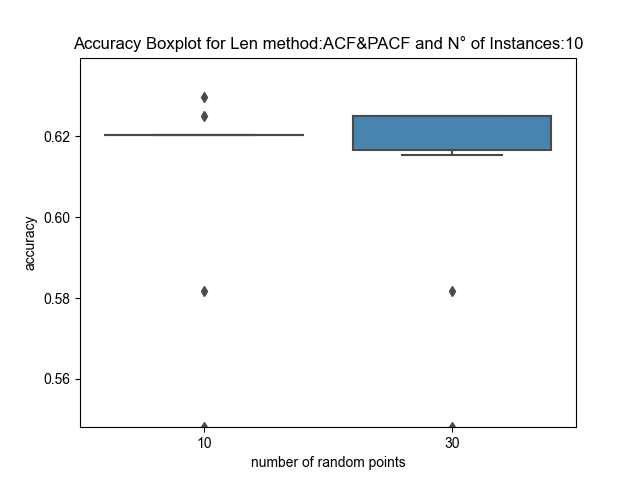 Accuracy Boxplot for Len method:ACF&PACF and N° of Instances:10
0.62
0.60
0.58
0.56
accuracy
10 30
number of random points